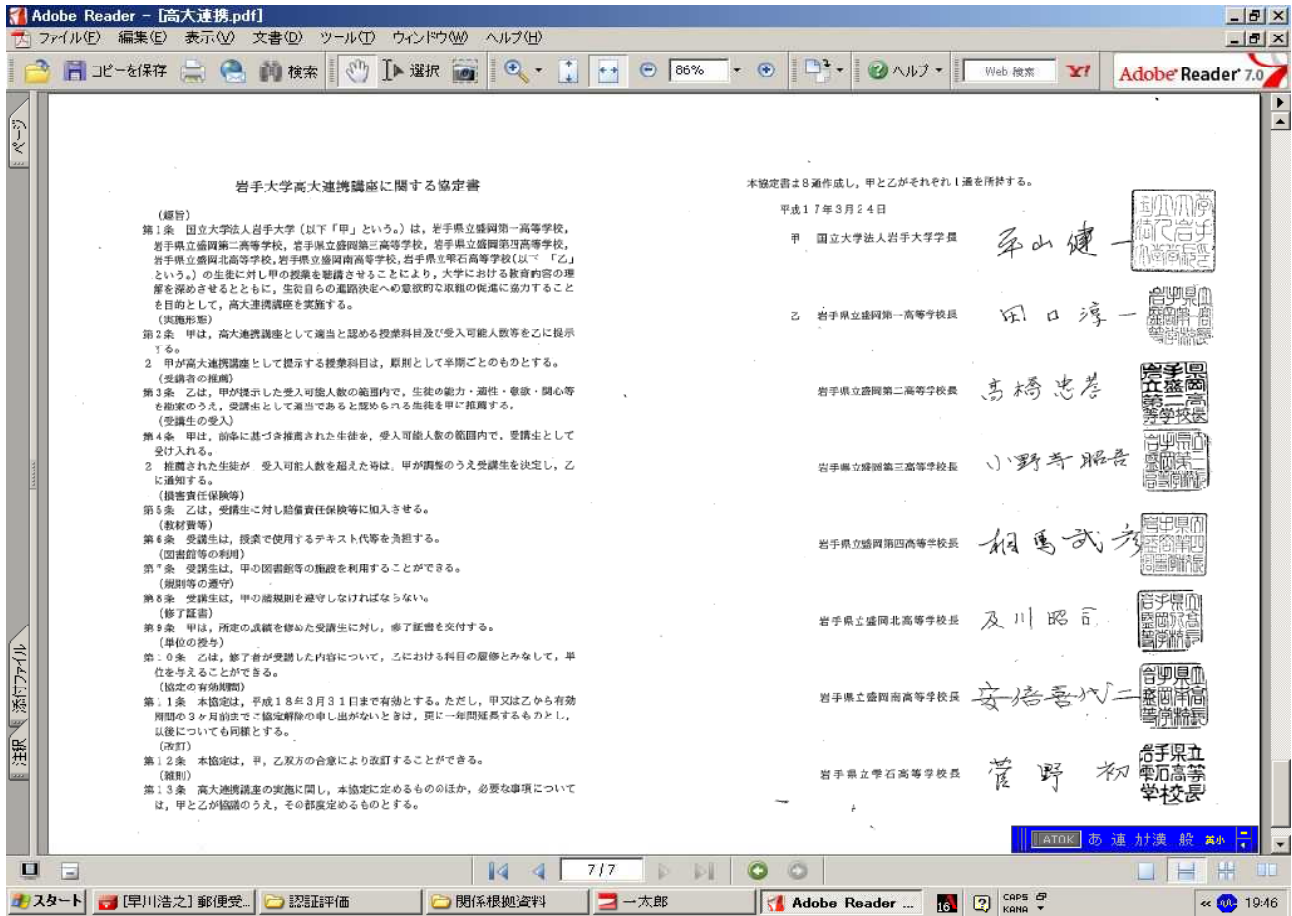 Adobe Reader - [高大連携.pdf]
ファイル(F) 編集(E) 表示(V) 文書(D) ツール(T) ウィンドウ(W) ヘルプ(H)
コピーを保存 検索 選択 86% ヘルプ Web 検索 Y! Adobe Reader 7.0
ページ
添付ファイル
注釈
岩手大学高大連携講座に関する協定書
(趣旨)
第1条 国立大学法人岩手大学(以下「甲」という。)は,岩手県立盛岡第一高等学校,
岩手県立盛岡第二高等学校,岩手県立盛岡第三高等学校,岩手県立盛岡第四高等学校,
岩手県立盛岡北高等学校,岩手県立盛岡南高等学校,岩手県立雫石高等学校(以下「乙」
という。)の生徒に対し甲の授業を聴講させることにより,大学における教育内容の理
解を深めさせるとともに,生徒自らの進路決定への意欲的な取組の促進に協力すること
を目的として,高大連携講座を実施する。
(実施形態)
第2条 甲は,高大連携講座として適当と認める授業科目及び受入可能人数等を乙に提示
する。
2 甲が高大連携講座として提示する授業科目は,原則として半期ごとのものとする。
(受講者の推薦)
第3条 乙は,甲が提示した受入可能人数の範囲内で,生徒の能力・適性・意欲・関心等
を勘案のうえ,受講生として適当であると認められる生徒を甲に推薦する。
(受講生の受入)
第4条 甲は,前条に基づき推薦された生徒を,受入可能人数の範囲内で,受講生として
受け入れる。
2 推薦された生徒が 受入可能人数を超えた時は,甲が調整のうえ受講生を決定し,乙
に通知する。
(損害責任保険等)
第5条 乙は,受講生に対し賠償責任保険等に加入させる。
(教材費等)
第6条 受講生は,授業で使用するテキスト代等を負担する。
(図書館等の利用)
第7条 受講生は,甲の図書館等の施設を利用することができる。
(規則等の遵守)
第8条 受講生は,甲の諸規則を遵守しなければならない。
(修了証書)
第9条 甲は,所定の成績を修めた受講生に対し,修了証書を交付する。
(単位の授与)
第10条 乙は,修了者が受講した内容について,乙における科目の履修とみなして,単
位を与えることができる。
(協定の有効期間)
第11条 本協定は,平成18年3月31日まで有効とする。ただし,甲又は乙から有効
期間の3ヶ月前までに協定解除の申し出がないときは,更に一年間延長するものとし,
以後についても同様とする。
(改訂)
第12条 本協定は,甲,乙双方の合意により改訂することができる。
(雑則)
第13条 高大連携講座の実施に関し,本協定に定めるもののほか,必要な事項について
は,甲と乙が協議のうえ,その都度定めるものとする。
本協定書は8通作成し,甲と乙がそれぞれ1通を所持する。
平成17年3月24日
甲 国立大学法人岩手大学学長 平山健一
乙 岩手県立盛岡第一高等学校長 田口淳一
岩手県立盛岡第二高等学校長 高橋忠孝
岩手県立盛岡第二高等学校長
岩手県立盛岡第三高等学校長 小野寺昭吾
岩手県立盛岡第四高等学校長 相馬武彦
岩手県立盛岡北高等学校長 及川昭司
岩手県立盛岡南高等学校長 安倍喜代二
岩手県立雫石高等学校長 菅野 初
岩手県立雫石高等学校長
ATOK あ 連 カナ漢 般 英小
7/7
スタート [早川浩之] 郵便受... 認証評価 関係根拠資料 一太郎 Adobe Reader ... 16 CAPS KANA 19:46